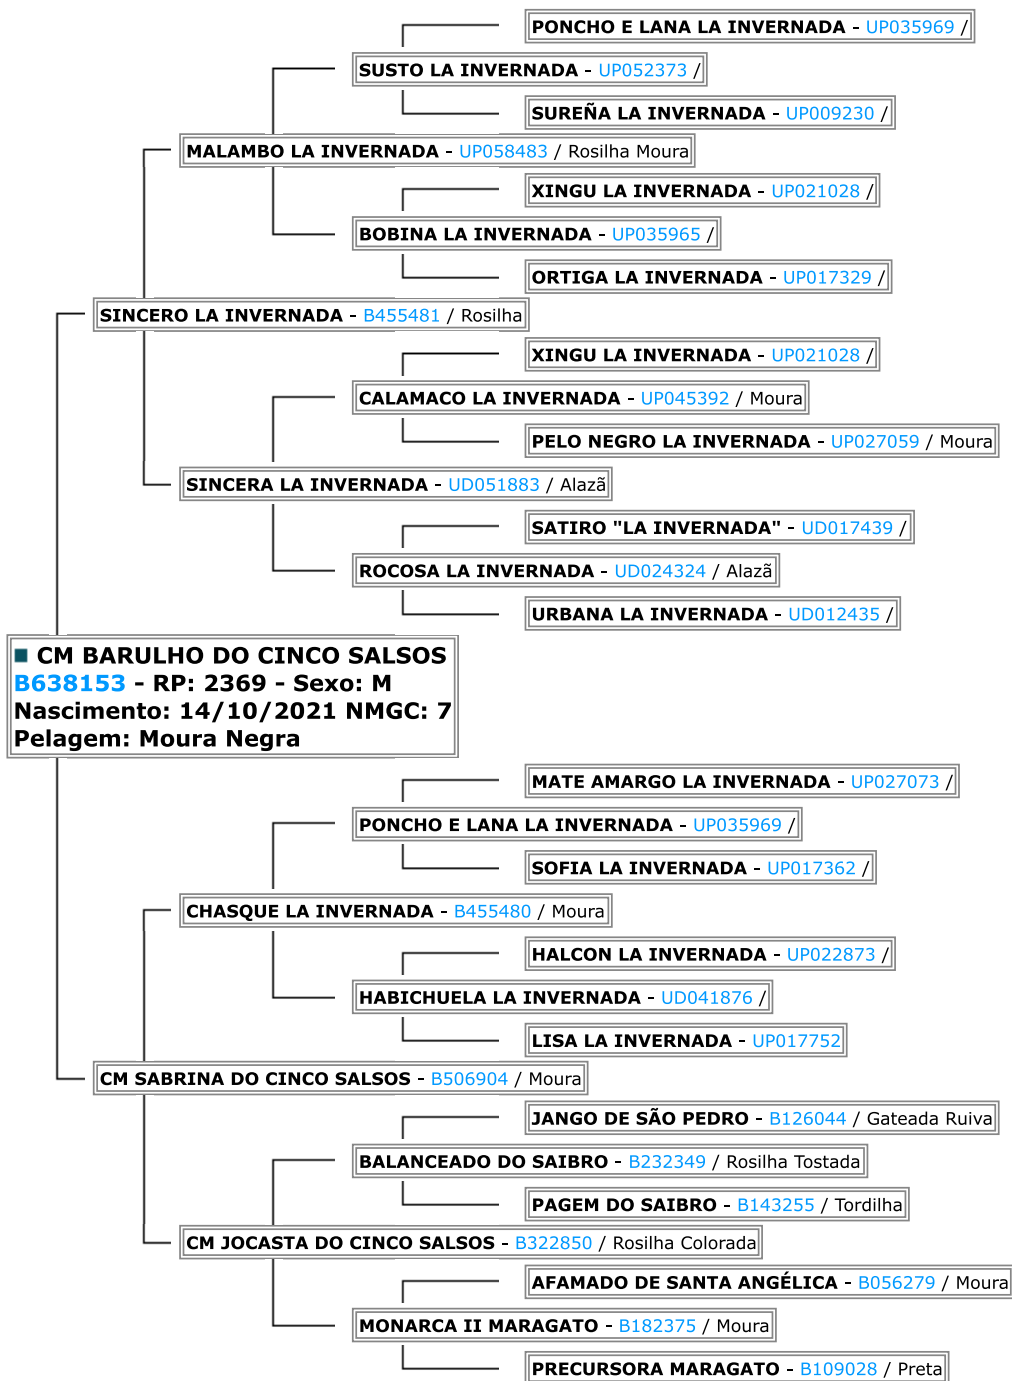 PONCHO E LANA LA INVERNADA - UP035969 /
SUSTO LA INVERNADA - UP052373 /
SUREÑA LA INVERNADA - UP009230 /
MALAMBO LA INVERNADA - UP058483 / Rosilha Moura
XINGU LA INVERNADA - UP021028 /
BOBINA LA INVERNADA - UP035965 /
ORTIGA LA INVERNADA - UP017329 /
SINCERO LA INVERNADA - B455481 / Rosilha
XINGU LA INVERNADA - UP021028 /
CALAMACO LA INVERNADA - UP045392 / Moura
PELO NEGRO LA INVERNADA - UP027059 / Moura
SINCERA LA INVERNADA - UD051883 / Alazã
SATIRO "LA INVERNADA" - UD017439 /
ROCOSA LA INVERNADA - UD024324 / Alazã
URBANA LA INVERNADA - UD012435 /
CM BARULHO DO CINCO SALSOS
B638153 - RP: 2369 - Sexo: M
Nascimento: 14/10/2021 NMGC: 7
Pelagem: Moura Negra
MATE AMARGO LA INVERNADA - UP027073 /
PONCHO E LANA LA INVERNADA - UP035969 /
SOFIA LA INVERNADA - UP017362 /
CHASQUE LA INVERNADA - B455480 / Moura
HALCON LA INVERNADA - UP022873 /
HABICHUELA LA INVERNADA - UD041876 /
LISA LA INVERNADA - UP017752
CM SABRINA DO CINCO SALSOS - B506904 / Moura
JANGO DE SÃO PEDRO - B126044 / Gateada Ruiva
BALANCEADO DO SAIBRO - B232349 / Rosilha Tostada
PAGEM DO SAIBRO - B143255 / Tordilha
CM JOCASTA DO CINCO SALSOS - B322850 / Rosilha Colorada
AFAMADO DE SANTA ANGÉLICA - B056279 / Moura
MONARCA II MARAGATO - B182375 / Moura
PRECURSORA MARAGATO - B109028 / Preta